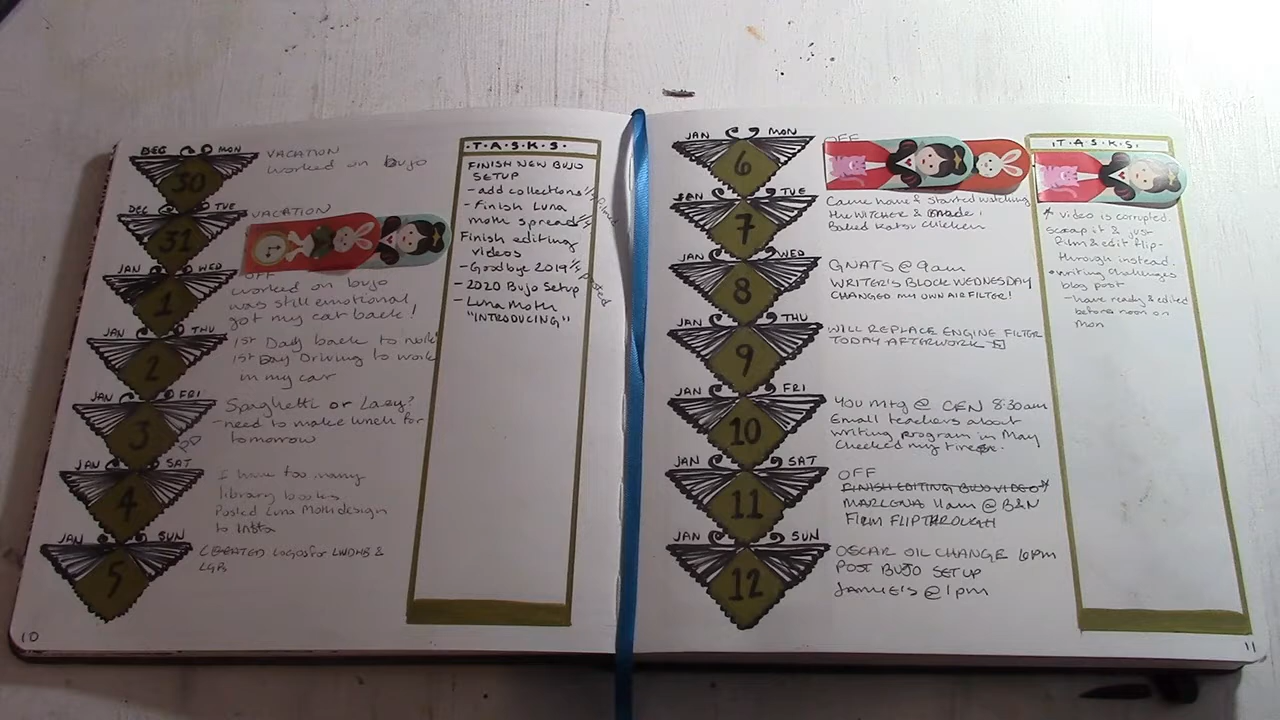 DEC MON
30
VACATION
worked on bujo
DEC TUE
31
VACATION
JAN WED
1
OFF
worked on bujo
was still emotional
got my car back!
JAN THU
2
1st Day back to work
1st Day Driving to work
in my car
JAN FRI
3
Spaghetti or Lazy?
- need to make lunch for
tomorrow
JAN SAT
4
I have too many
library books
Posted Luna Moth design
to Insta
JAN SUN
5
CREATED Logos for LWDHB &
10
T.A.S.K.S.
FINISH NEW BUJO
SETUP
- add collections
- Finish Luna
moth spread
Finish editing
videos
- Goodbye 2019
- 2020 Bujo Setup
- Luna Moth
"INTRODUCING"
posted
JAN MON
6
OFF
JAN TUE
7
Came home & started watching
the Witcher & made
Baked Katsu Chicken
JAN WED
8
GNATS @ 9am
WRITER'S BLOCK WEDNESDAY
CHANGED MY OWN AIR FILTER!
JAN THU
9
WILL REPLACE ENGINE FILTER
TODAY AFTERWORK
JAN FRI
10
YOU mtg @ CEN 8:30am
Email teachers about
writing program in May
Checked my tires.
JAN SAT
11
OFF
FINISH EDITING BUJO VIDEO*
MARLENA 11am @ B&N
FILM FLIPTHROUGH
JAN SUN
12
OSCAR OIL CHANGE
POST BUJO SETUP
Jamie's @ 1pm
T.A.S.K.S.
* video is corrupted.
scrap it & just
film & edit flip-
through instead.
• writing challenges
blog post
- have ready & edited
before noon on
mon
11